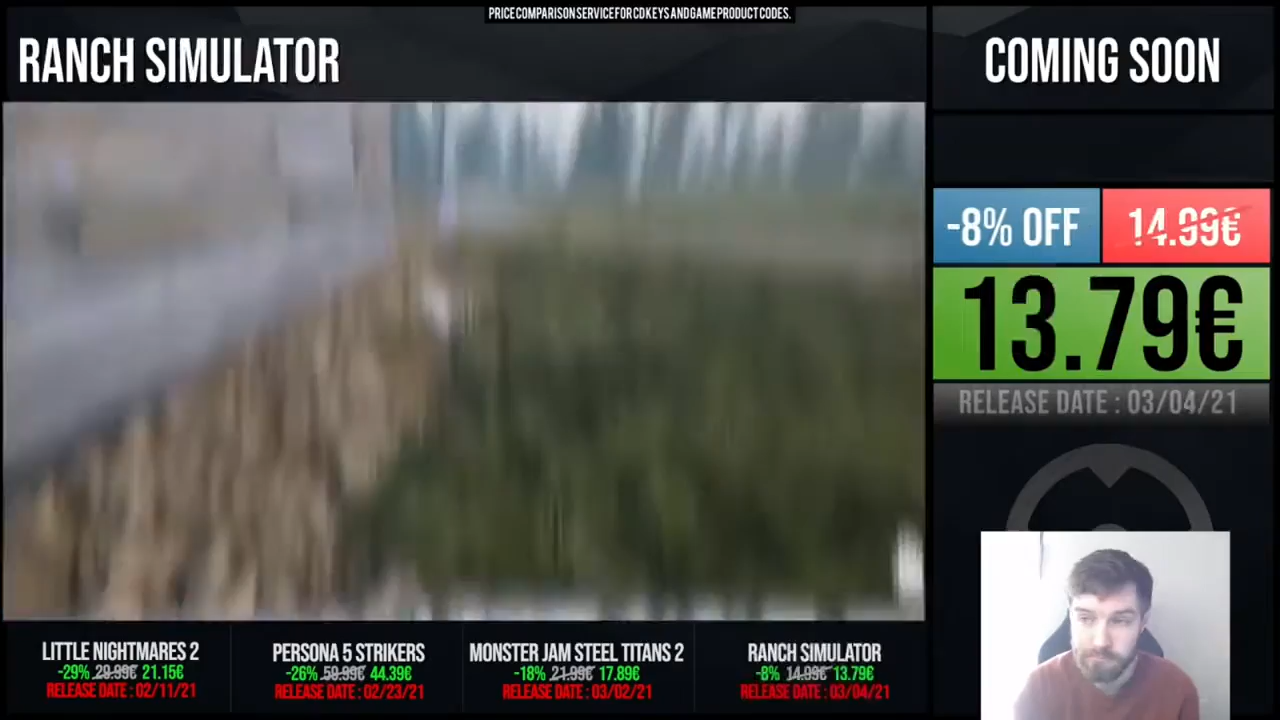 PRICE COMPARISON SERVICE FOR CD KEYS AND GAME PRODUCT CODES.
RANCH SIMULATOR
COMING SOON
-8% OFF
14.99€
13.79€
RELEASE DATE : 03/04/21
LITTLE NIGHTMARES 2
-29% 29.99€ 21.15€
RELEASE DATE : 02/11/21
PERSONA 5 STRIKERS
-26% 59.99€ 44.39€
RELEASE DATE : 02/23/21
MONSTER JAM STEEL TITANS 2
-18% 21.99€ 17.89€
RELEASE DATE : 03/02/21
RANCH SIMULATOR
-8% 14.99€ 13.79€
RELEASE DATE : 03/04/21